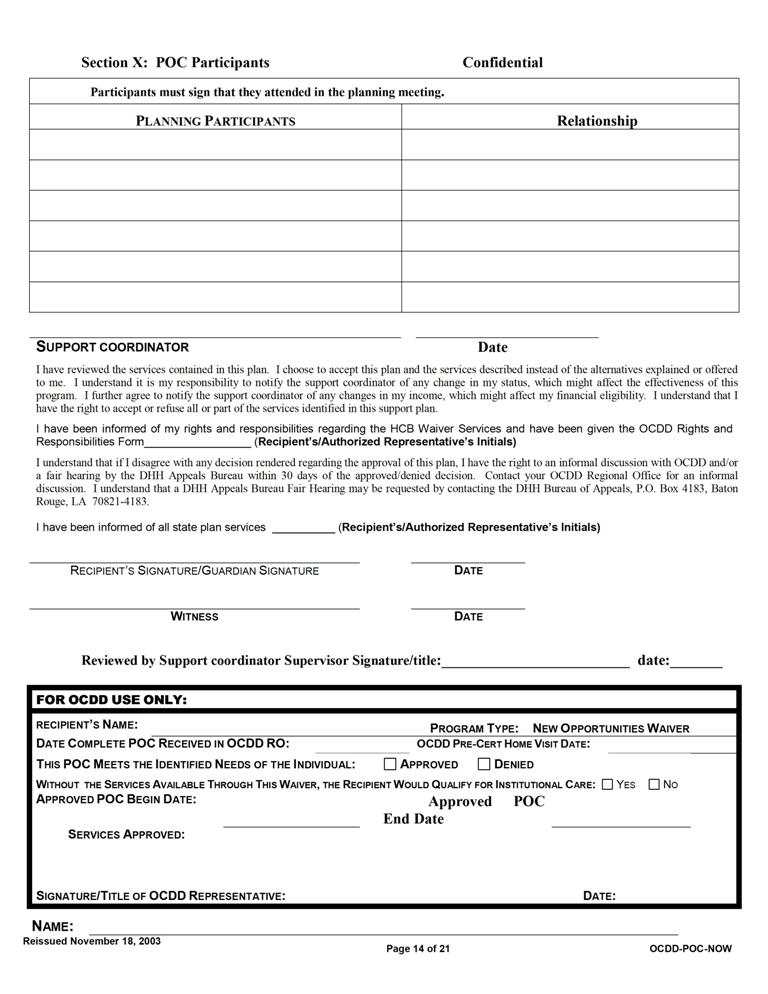 Section X:  POC Participants Confidential
Participants must sign that they attended in the planning meeting.
PLANNING PARTICIPANTS Relationship
SUPPORT COORDINATOR Date
I have reviewed the services contained in this plan.  I choose to accept this plan and the services described instead of the alternatives explained or offered
to me.  I understand it is my responsibility to notify the support coordinator of any change in my status, which might affect the effectiveness of this
program.  I further agree to notify the support coordinator of any changes in my income, which might affect my financial eligibility.  I understand that I
have the right to accept or refuse all or part of the services identified in this support plan.
I have been informed of my rights and responsibilities regarding the HCB Waiver Services and have been given the OCDD Rights and
Responsibilities Form_________________ (Recipient's/Authorized Representative's Initials)
I understand that if I disagree with any decision rendered regarding the approval of this plan, I have the right to an informal discussion with OCDD and/or
a fair hearing by the DHH Appeals Bureau within 30 days of the approved/denied decision.  Contact your OCDD Regional Office for an informal
discussion.  I understand that a DHH Appeals Bureau Fair Hearing may be requested by contacting the DHH Bureau of Appeals, P.O. Box 4183, Baton
Rouge, LA  70821-4183.
I have been informed of all state plan services  __________ (Recipient's/Authorized Representative's Initials)
RECIPIENT'S SIGNATURE/GUARDIAN SIGNATURE DATE
WITNESS DATE
Reviewed by Support coordinator Supervisor Signature/title:__________________________ date:_______
FOR OCDD USE ONLY:
RECIPIENT'S NAME: PROGRAM TYPE:   NEW OPPORTUNITIES WAIVER
DATE COMPLETE POC RECEIVED IN OCDD RO: OCDD PRE-CERT HOME VISIT DATE:
THIS POC MEETS THE IDENTIFIED NEEDS OF THE INDIVIDUAL: ☐ APPROVED ☐ DENIED
WITHOUT THE SERVICES AVAILABLE THROUGH THIS WAIVER, THE RECIPIENT WOULD QUALIFY FOR INSTITUTIONAL CARE: ☐ YES ☐ NO
APPROVED POC BEGIN DATE: Approved POC
End Date
SERVICES APPROVED:
SIGNATURE/TITLE OF OCDD REPRESENTATIVE: DATE:
NAME:
Reissued November 18, 2003
Page 14 of 21 OCDD-POC-NOW